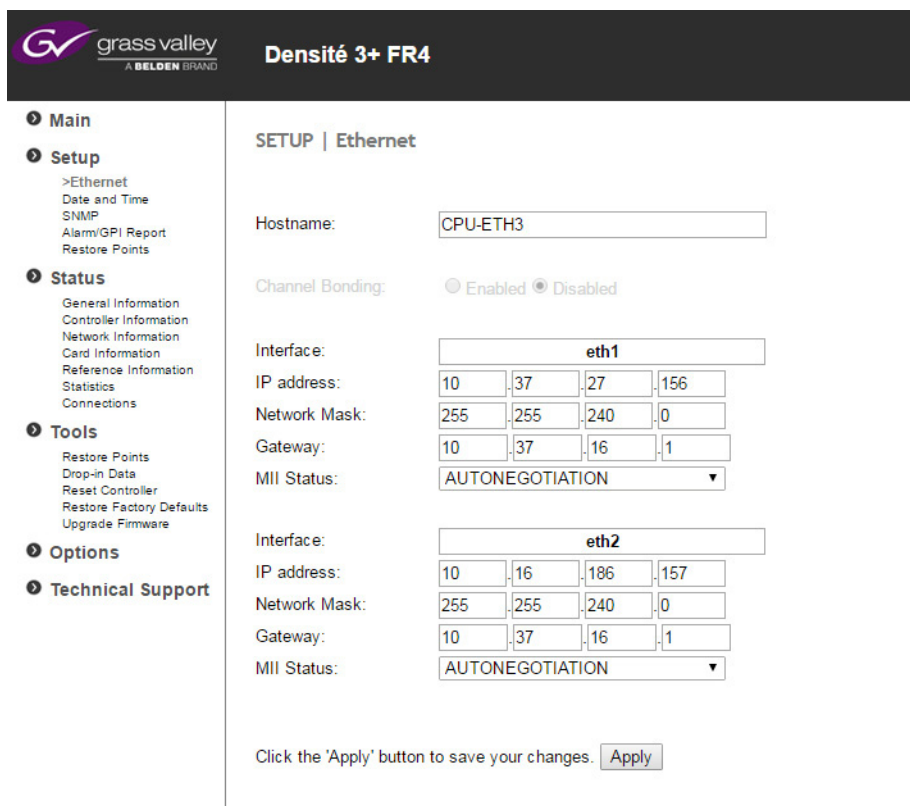 GV grassvalley
A BELDEN BRAND
Densité 3+ FR4
Main
Setup
>Ethernet
Date and Time
SNMP
Alarm/GPI Report
Restore Points
Status
General Information
Controller Information
Network Information
Card Information
Reference Information
Statistics
Connections
Tools
Restore Points
Drop-in Data
Reset Controller
Restore Factory Defaults
Upgrade Firmware
Options
Technical Support
SETUP | Ethernet
Hostname: CPU-ETH3
Channel Bonding: Enabled Disabled
Interface: eth1
IP address: 10 .37 .27 .156
Network Mask: 255 .255 .240 .0
Gateway: 10 .37 .16 .1
MII Status: AUTONEGOTIATION
Interface: eth2
IP address: 10 .16 .186 .157
Network Mask: 255 .255 .240 .0
Gateway: 10 .37 .16 .1
MII Status: AUTONEGOTIATION
Click the 'Apply' button to save your changes. Apply